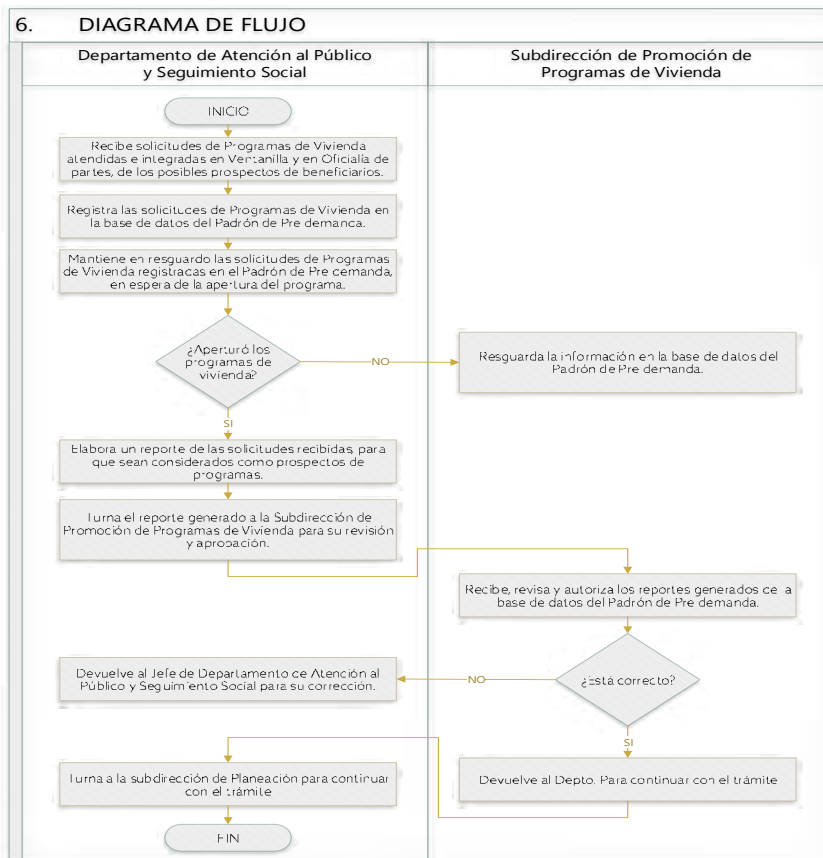 6. DIAGRAMA DE FLUJO
Departamento de Atención al Público
y Seguimiento Social
Subdirección de Promoción de
Programas de Vivienda
INICIO
Recibe solicitudes de Programas de Vivienda
atendidas e integradas en Ventanilla y en Oficialía de
partes, de los posibles prospectos de beneficiarios.
Registra las solicitudes de Programas de Vivienda en
la base de datos del Padrón de Pre demanda.
Mantiene en resguardo las solicitudes de Programas
de Vivienda registradas en el Padrón de Pre demanda,
en espera de la apertura del programa.
¿Aperturó los
programas de
vivienda?
NO
Resguarda la información en la base de datos del
Padrón de Pre demanda.
SI
Elabora un reporte de las solicitudes recibidas, para
que sean considerados como prospectos de
programas.
Turna el reporte generado a la Subdirección de
Promoción de Programas de Vivienda para su revisión
y aprobación.
Recibe, revisa y autoriza los reportes generados de la
base de datos del Padrón de Pre demanda.
¿Está correcto?
NO
Devuelve al Jefe de Departamento de Atención al
Público y Seguimiento Social para su corrección.
SI
Devuelve al Depto. Para continuar con el trámite
Turna a la subdirección de Planeación para continuar
con el trámite
FIN